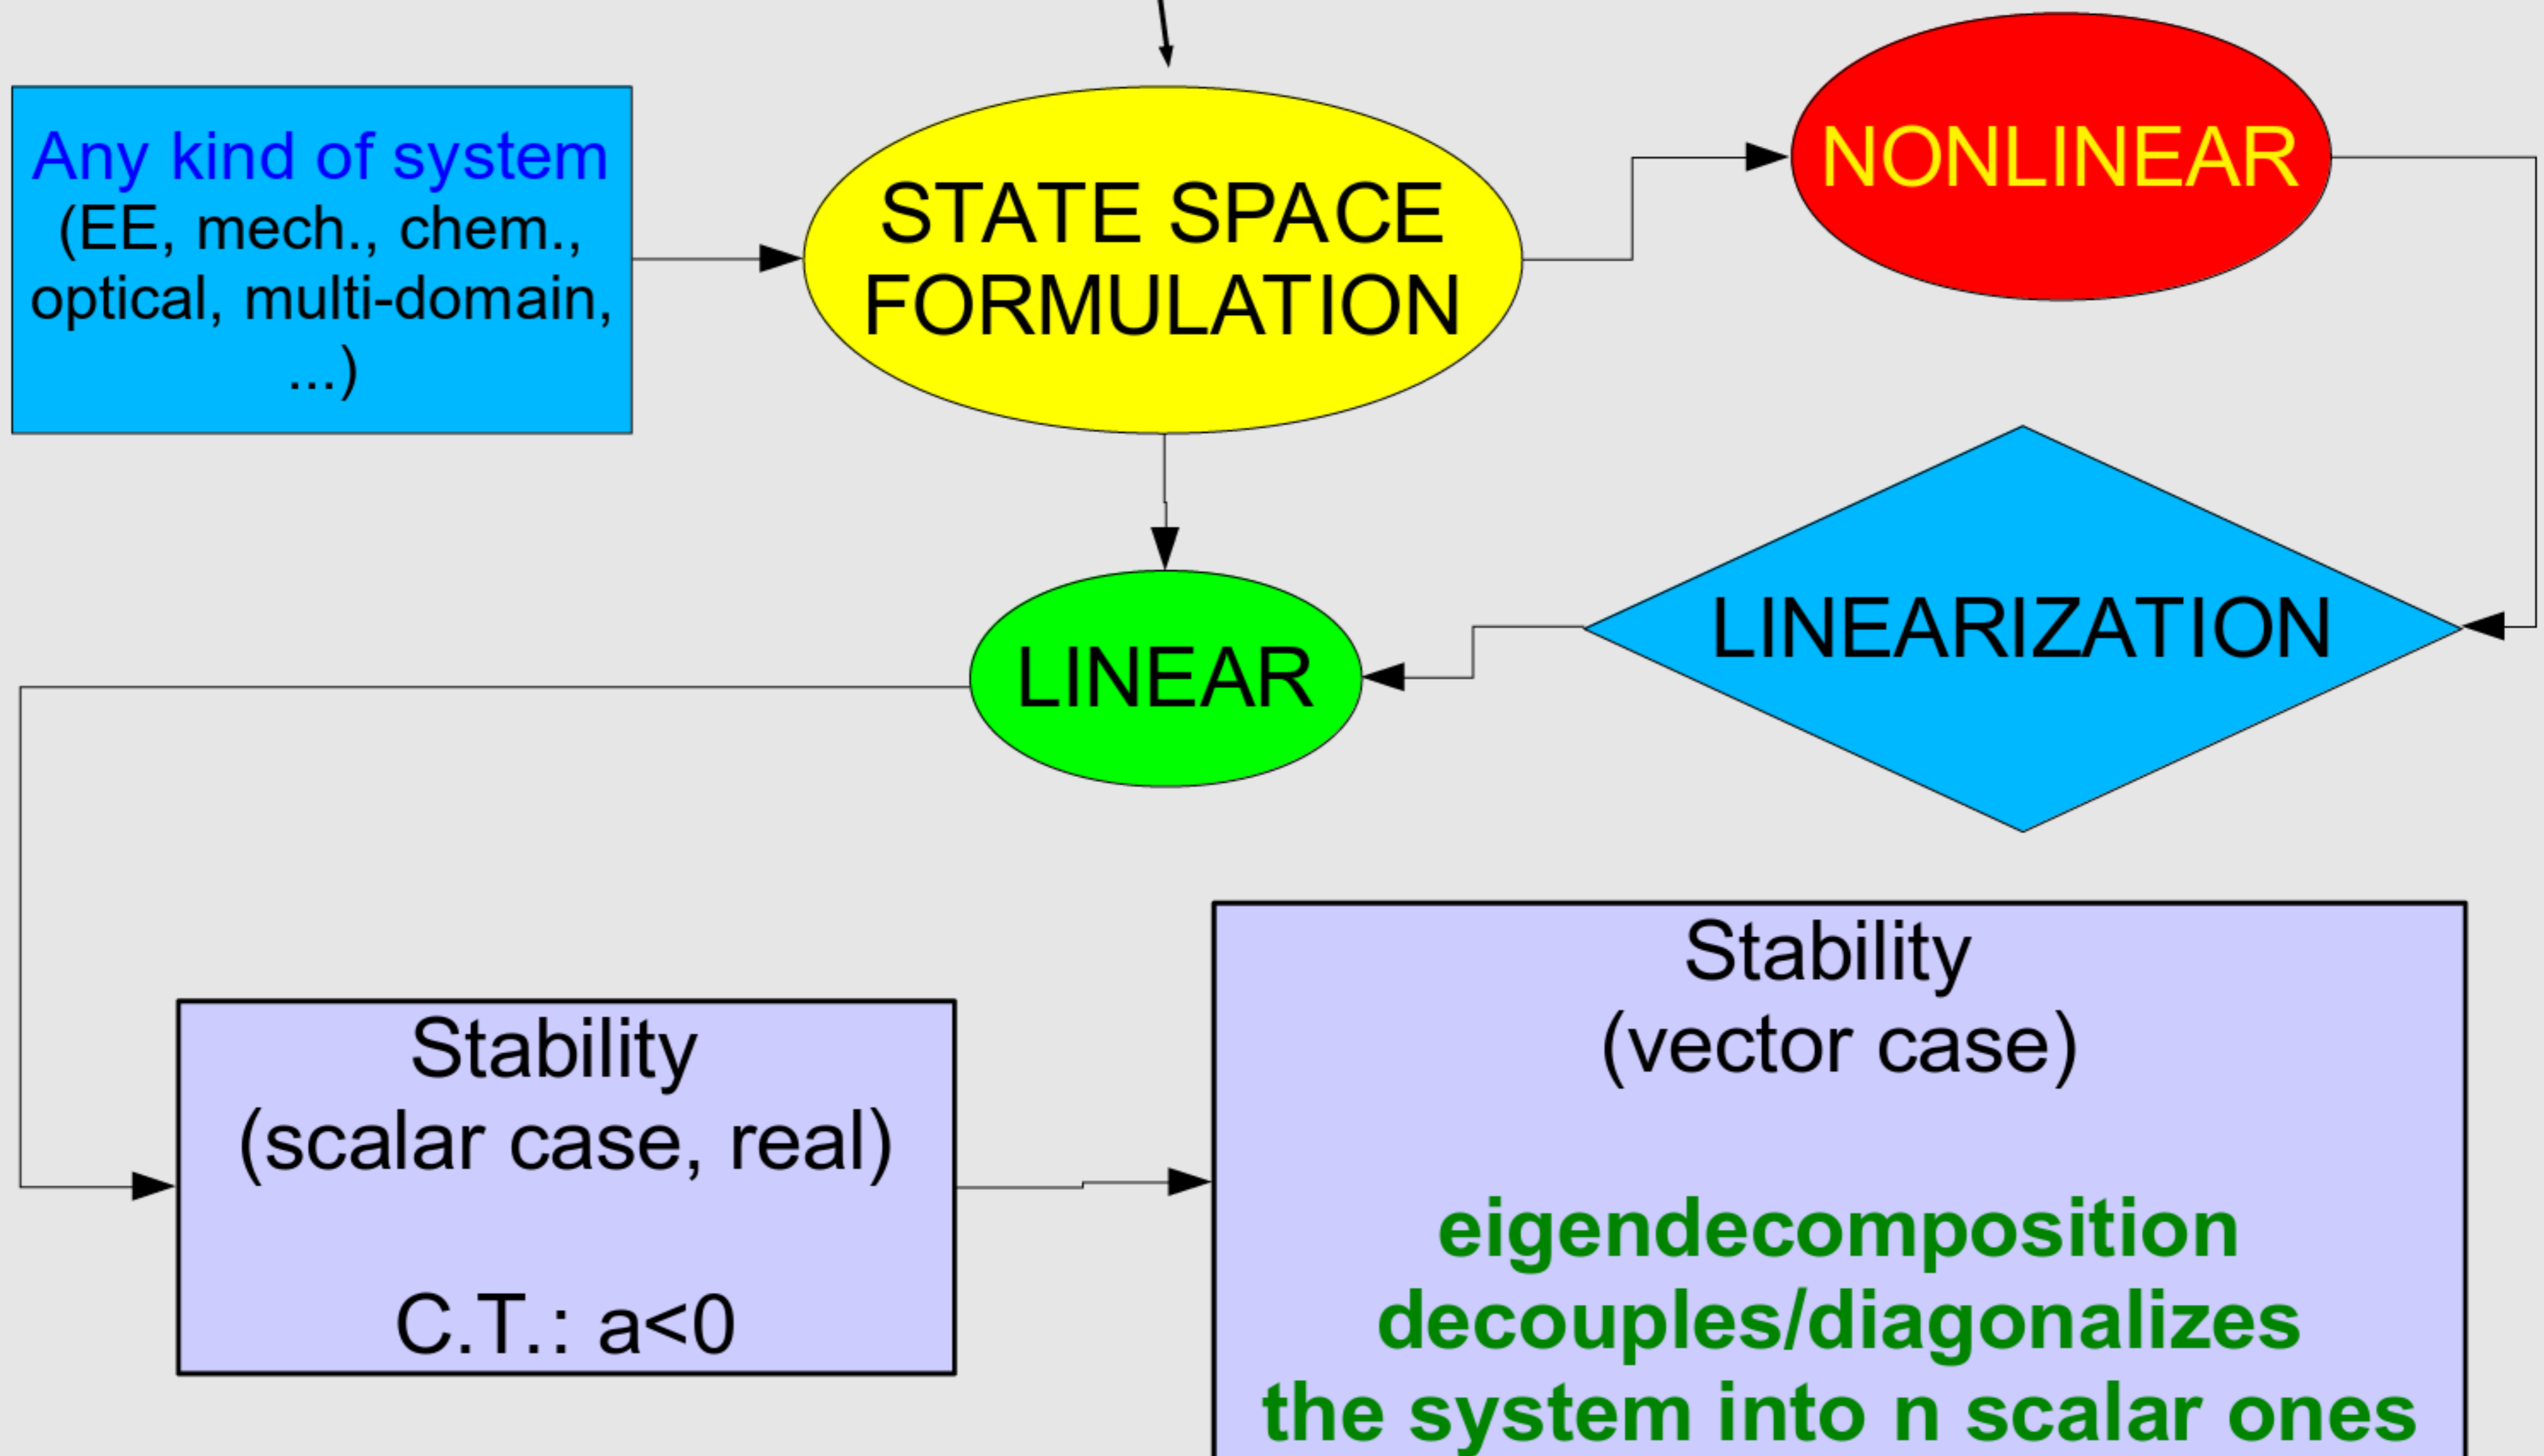 Any kind of system
(EE, mech., chem.,
optical, multi-domain,
...)
STATE SPACE
FORMULATION
NONLINEAR
LINEARIZATION
LINEAR
Stability
(scalar case, real)
C.T.: a<0
Stability
(vector case)
eigendecomposition
decouples/diagonalizes
the system into n scalar ones